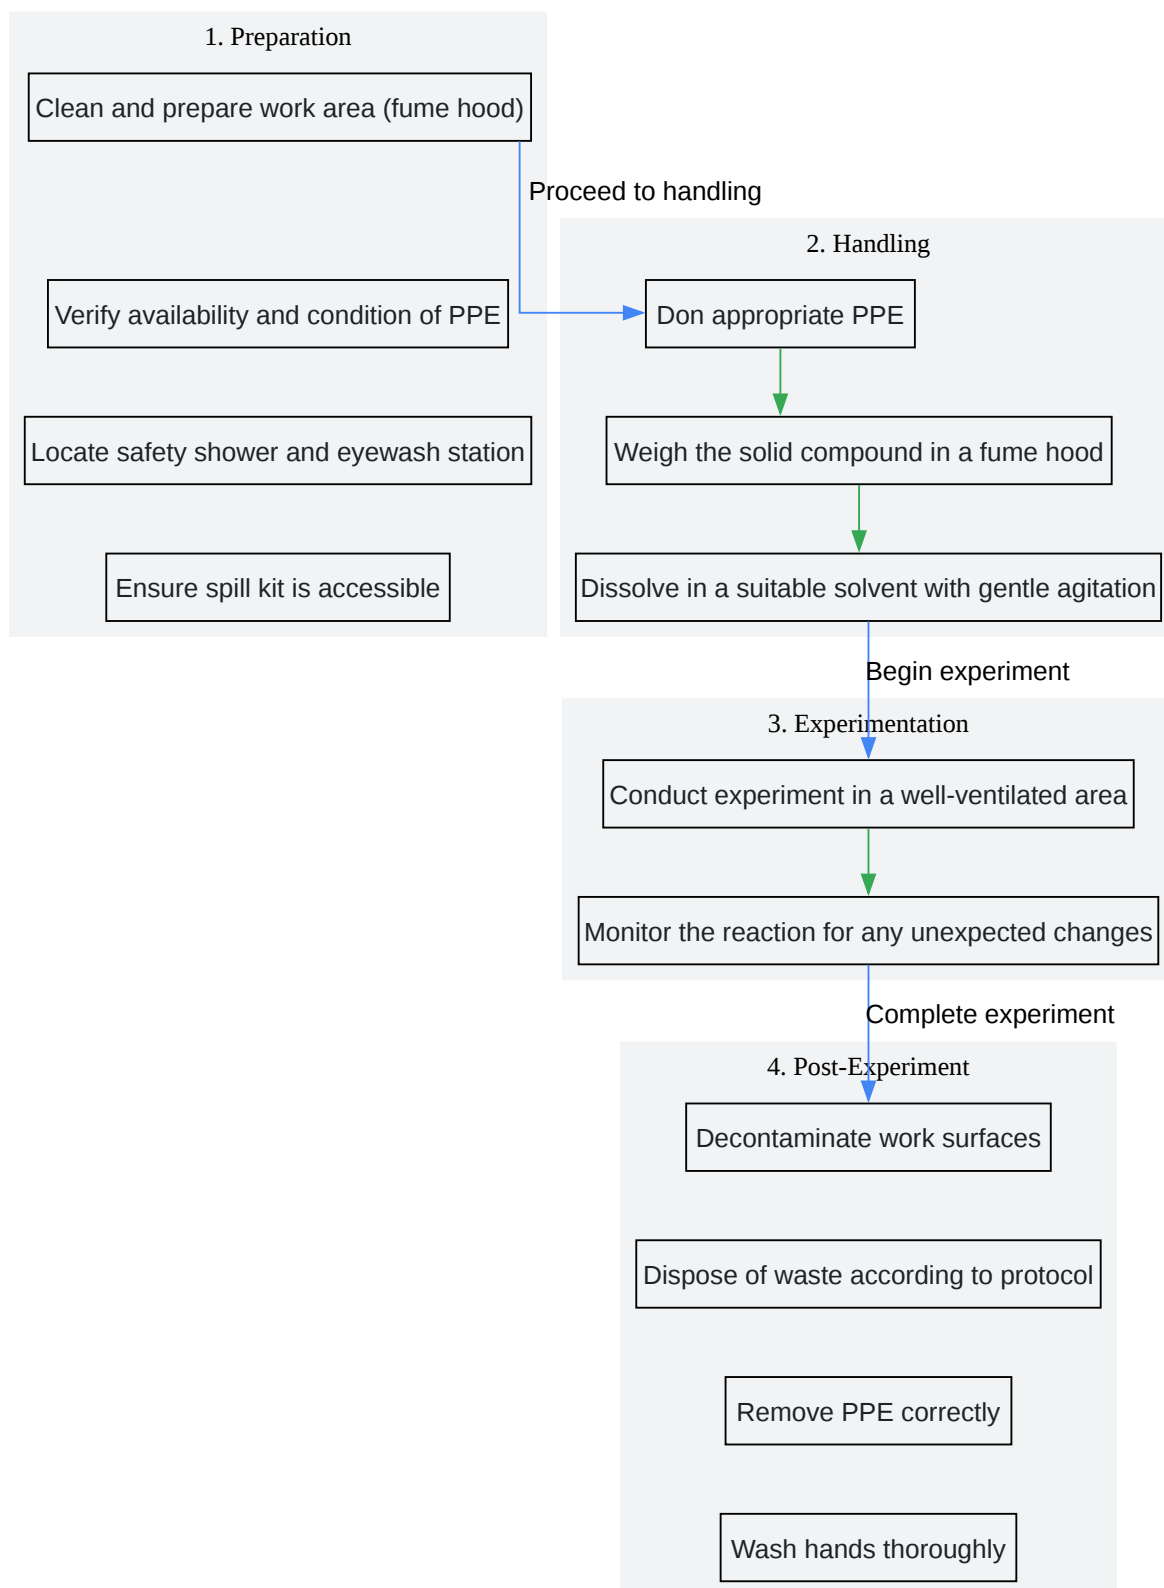 1. Preparation
Clean and prepare work area (fume hood)
Proceed to handling
Verify availability and condition of PPE
Locate safety shower and eyewash station
Ensure spill kit is accessible
2. Handling
Don appropriate PPE
Weigh the solid compound in a fume hood
Dissolve in a suitable solvent with gentle agitation
Begin experiment
3. Experimentation
Conduct experiment in a well-ventilated area
Monitor the reaction for any unexpected changes
Complete experiment
4. Post-Experiment
Decontaminate work surfaces
Dispose of waste according to protocol
Remove PPE correctly
Wash hands thoroughly